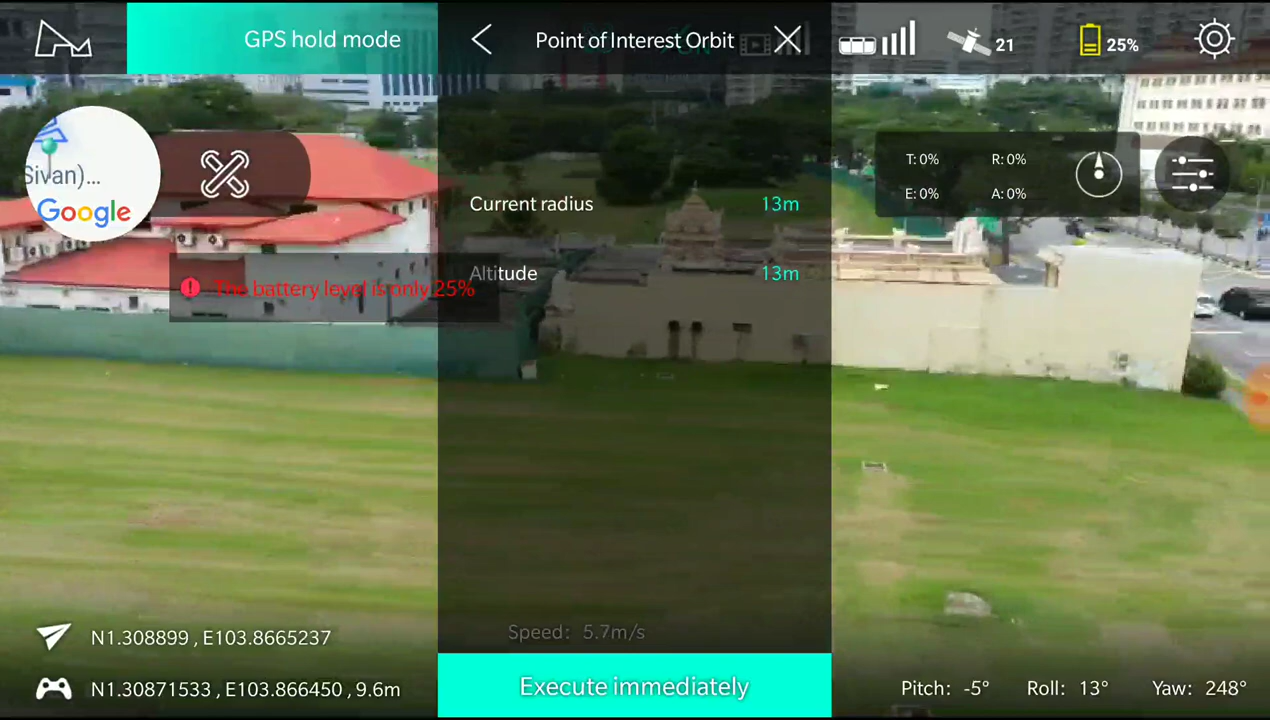 GPS hold mode
Point of Interest Orbit
21
25%
Sivan)...
Google
T: 0%
R: 0%
E: 0%
A: 0%
Current radius
13m
Altitude
13m
The battery level is only 25%
Speed: 5.7m/s
Execute immediately
N1.308899 , E103.8665237
N1.30871533 , E103.866450 , 9.6m
Pitch: -5°
Roll: 13°
Yaw: 248°